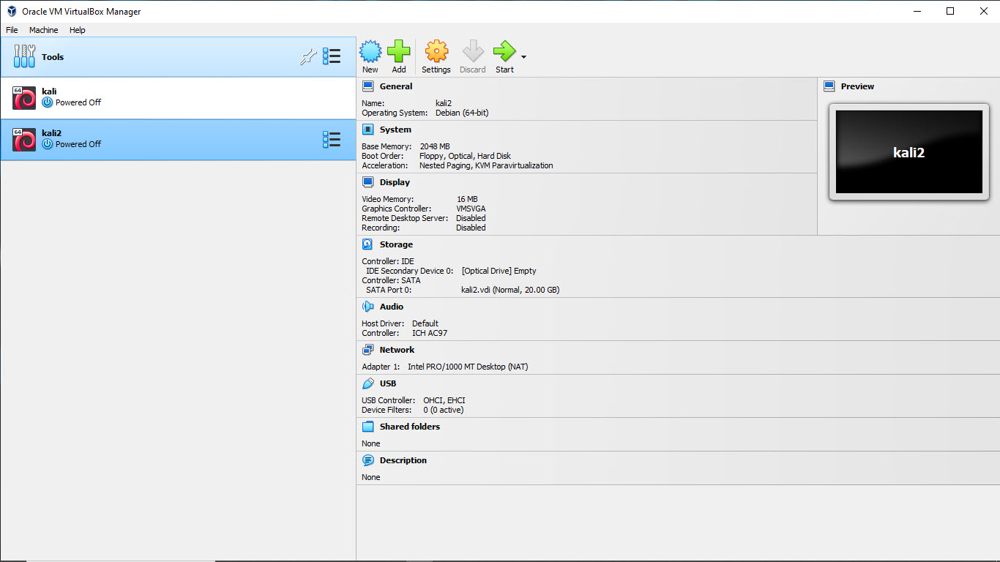 Oracle VM VirtualBox Manager
File Machine Help
Tools
New Add Settings Discard Start
64 kali
Powered Off
64 kali2
Powered Off
General
Name: kali2
Operating System: Debian (64-bit)
System
Base Memory: 2048 MB
Boot Order: Floppy, Optical, Hard Disk
Acceleration: Nested Paging, KVM Paravirtualization
Display
Video Memory: 16 MB
Graphics Controller: VMSVGA
Remote Desktop Server: Disabled
Recording: Disabled
Preview
kali2
Storage
Controller: IDE
IDE Secondary Device 0: [Optical Drive] Empty
Controller: SATA
SATA Port 0: kali2.vdi (Normal, 20.00 GB)
Audio
Host Driver: Default
Controller: ICH AC97
Network
Adapter 1: Intel PRO/1000 MT Desktop (NAT)
USB
USB Controller: OHCI, EHCI
Device Filters: 0 (0 active)
Shared folders
None
Description
None